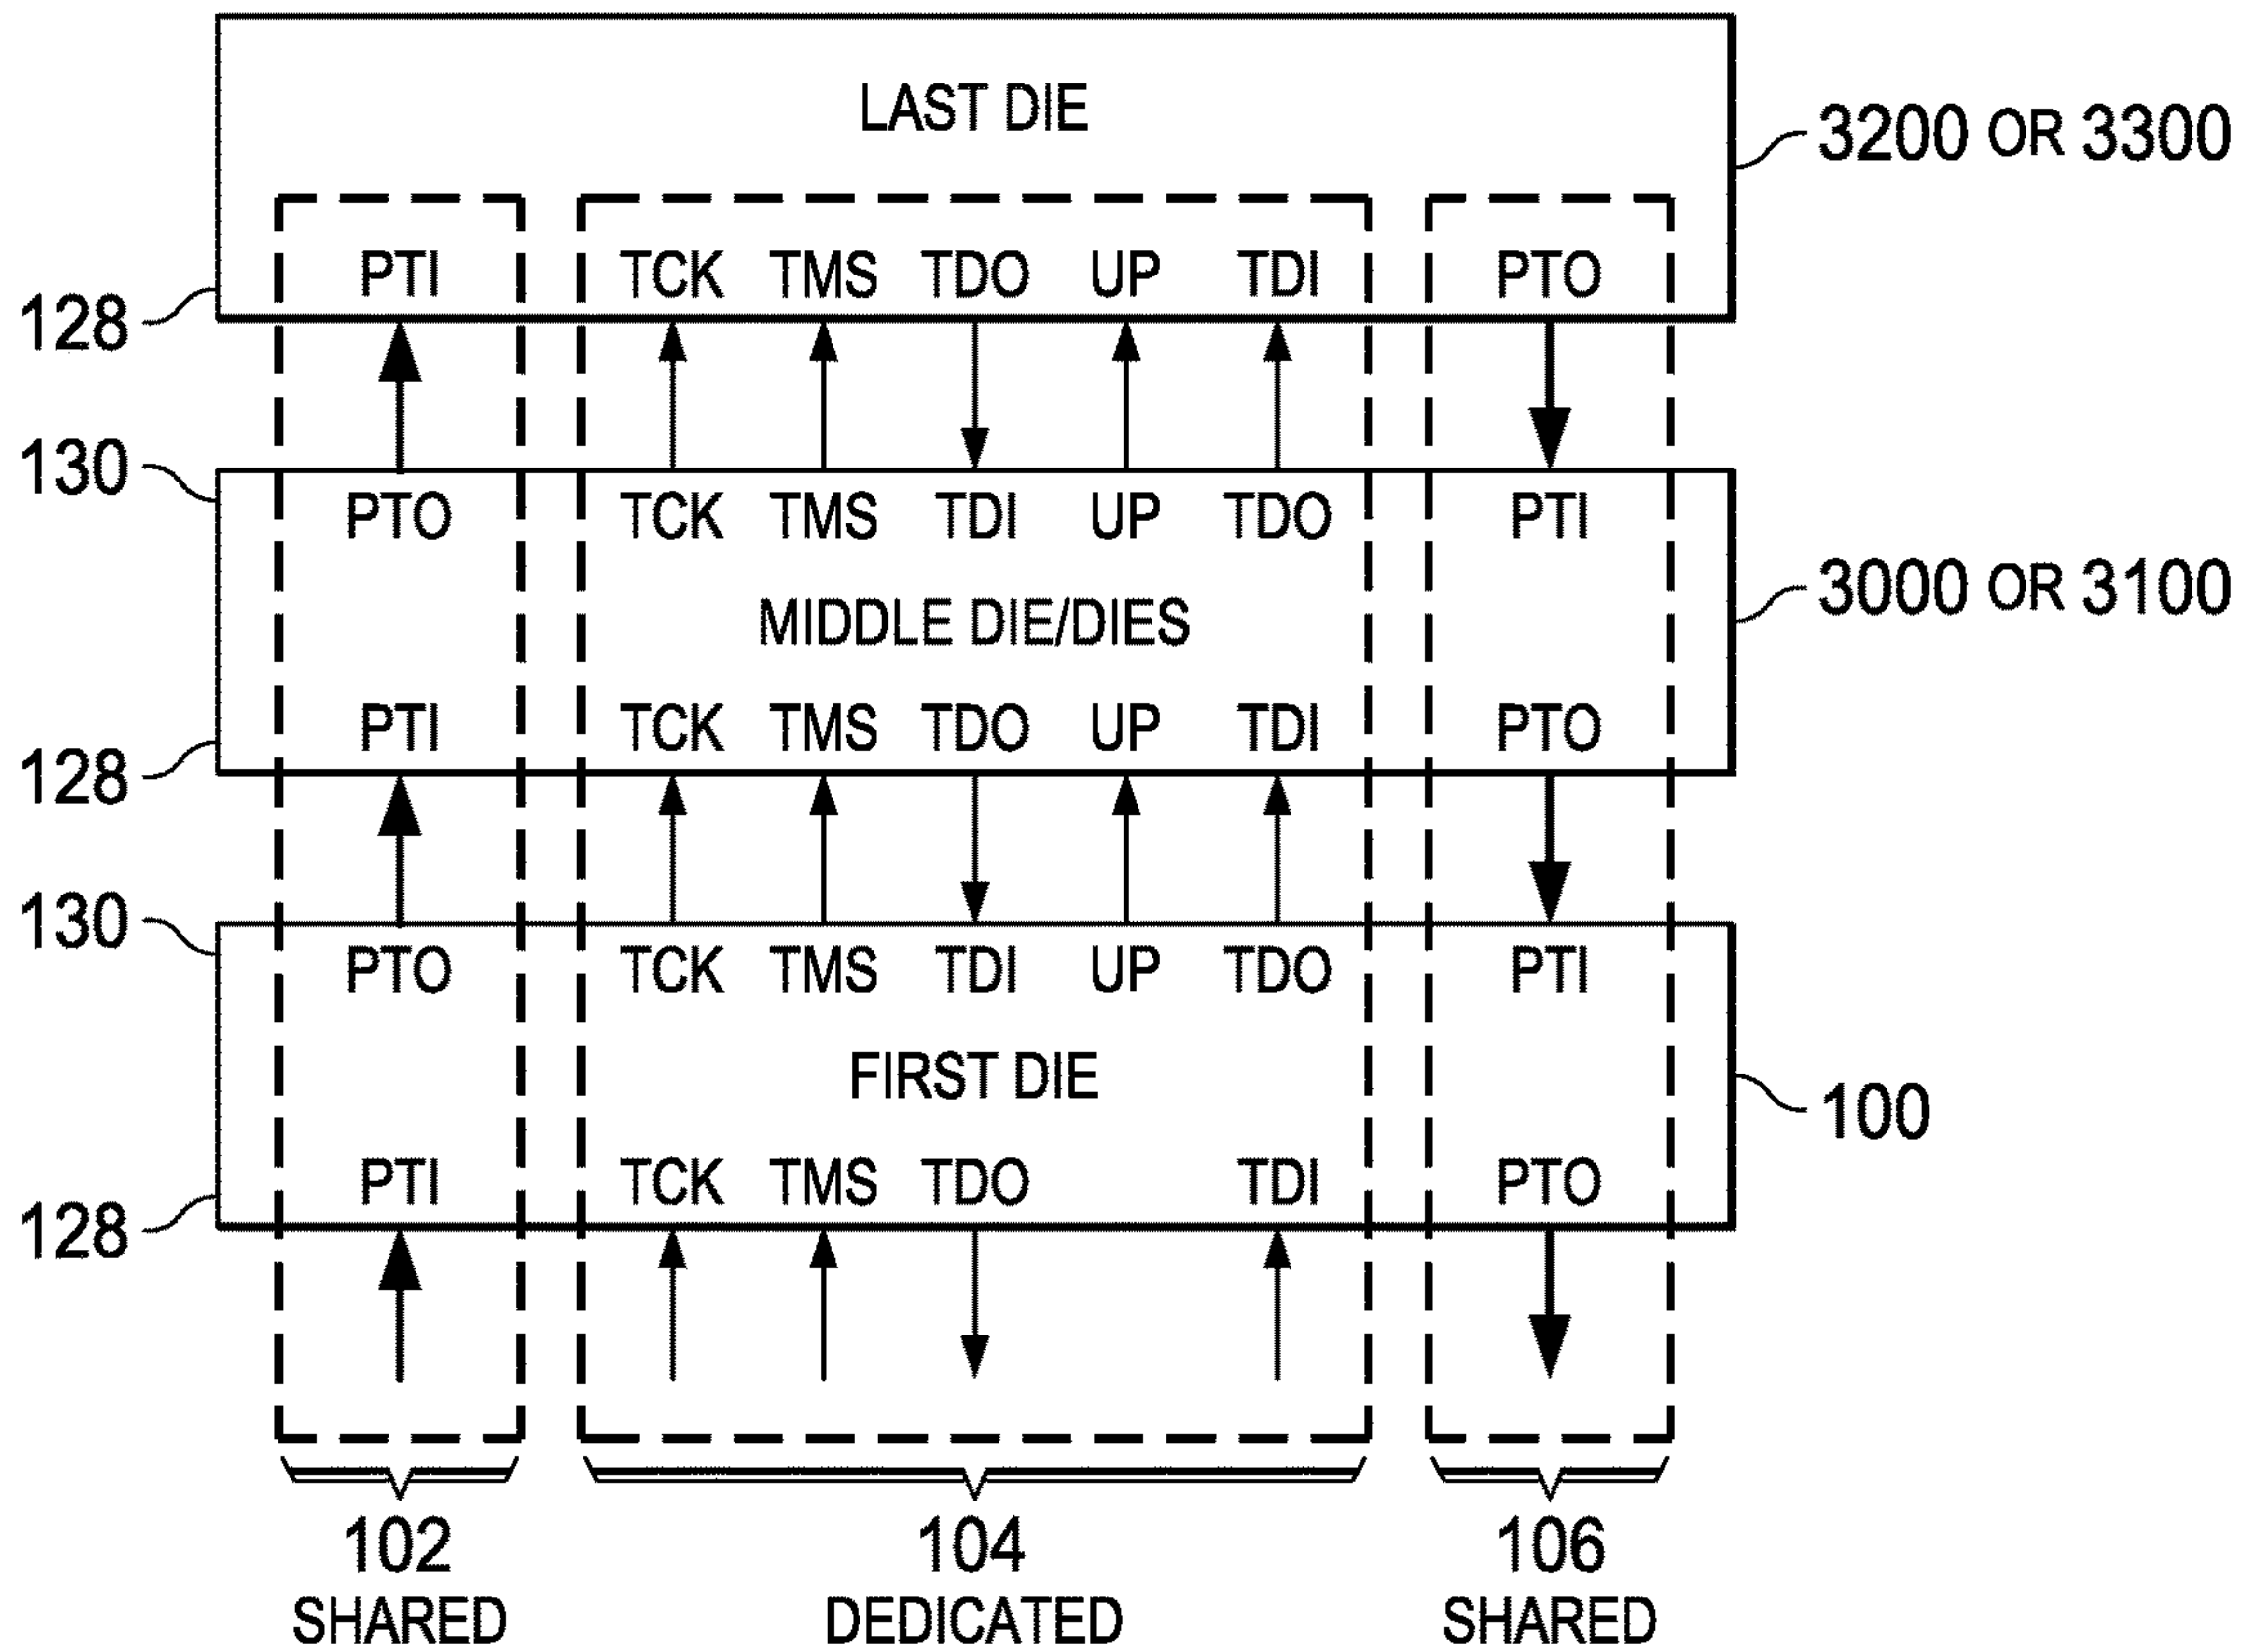 LAST DIE
3200 OR 3300
PTI TCK TMS TDO UP TDI PTO
128
130
PTO TCK TMS TDI UP TDO PTI
MIDDLE DIE/DIES
3000 OR 3100
PTI TCK TMS TDO UP TDI PTO
128
130
PTO TCK TMS TDI UP TDO PTI
FIRST DIE
100
PTI TCK TMS TDO TDI PTO
128
102 104 106
SHARED DEDICATED SHARED